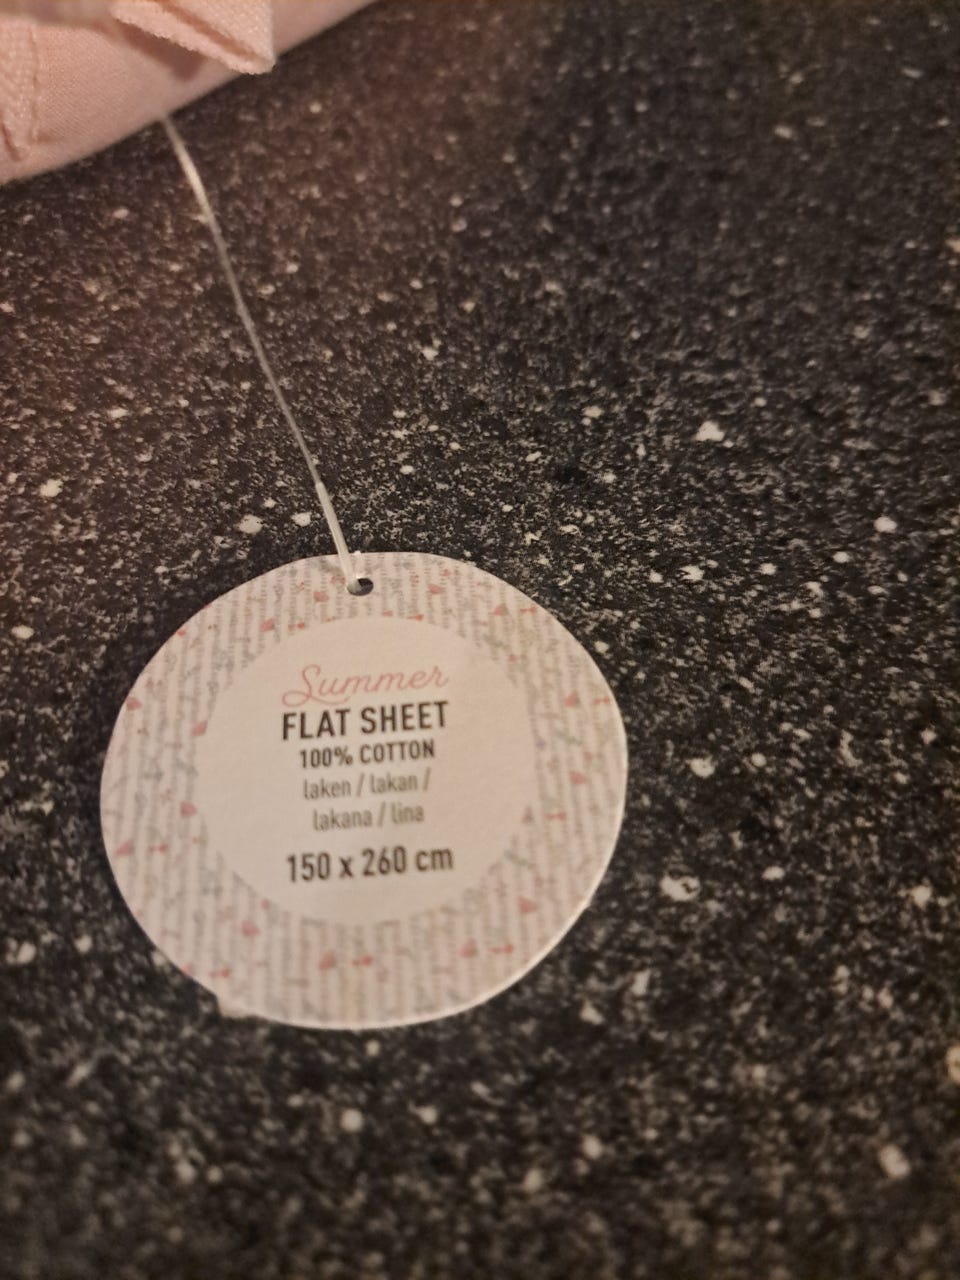 Summer
FLAT SHEET
100% COTTON
laken / lakan /
lakana / lina
150 x 260 cm